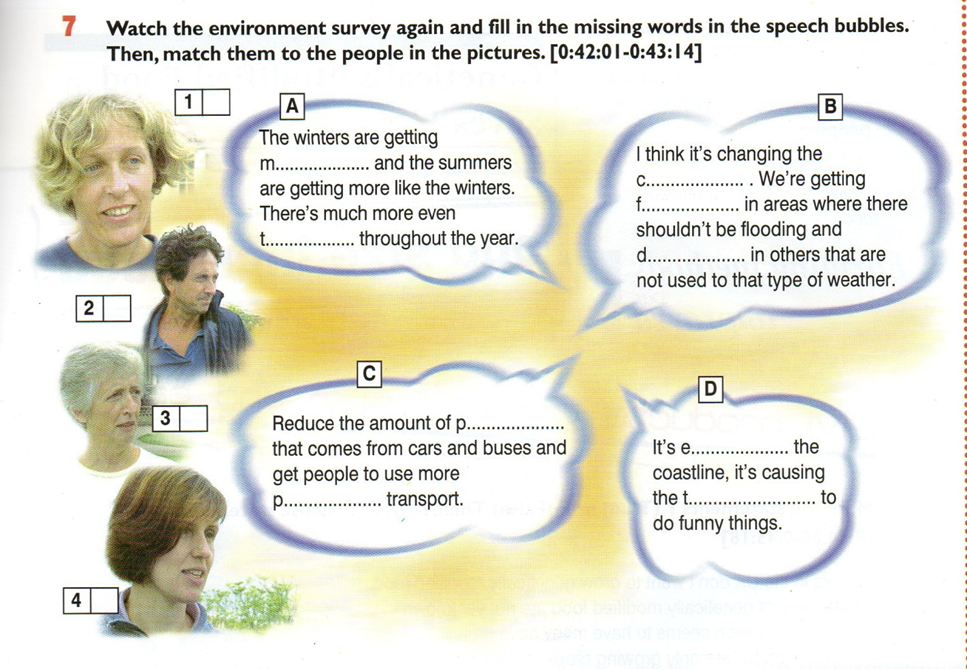 7
Watch the environment survey again and fill in the missing words in the speech bubbles.
Then, match them to the people in the pictures. [0:42:01-0:43:14]
1
A
The winters are getting
m.................. and the summers
are getting more like the winters.
There's much more even
t................. throughout the year.
B
I think it's changing the
c................... . We're getting
f................... in areas where there
shouldn't be flooding and
d................... in others that are
not used to that type of weather.
2
3
C
Reduce the amount of p...................
that comes from cars and buses and
get people to use more
p................... transport.
D
It's e................... the
coastline, it's causing
the t......................... to
do funny things.
4